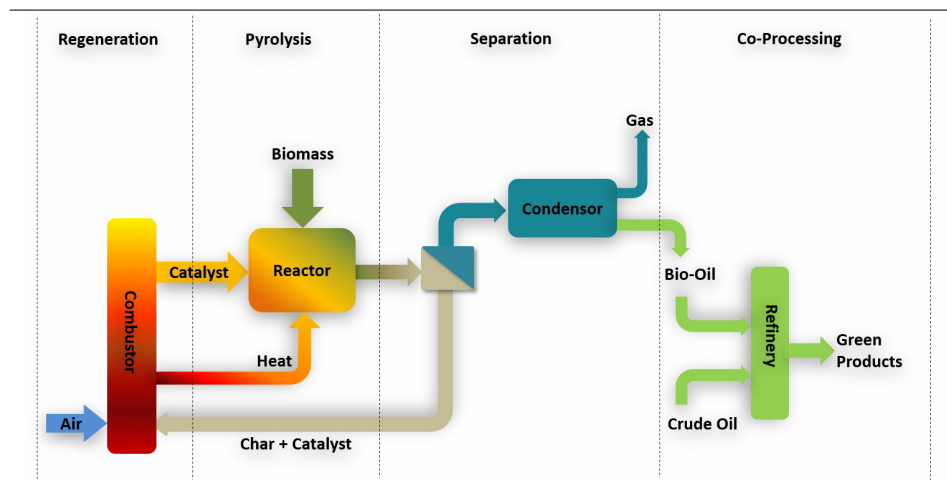 Regeneration
Pyrolysis
Separation
Co-Processing
Gas
Biomass
Condensor
Catalyst
Reactor
Bio-Oil
Combustor
Refinery
Heat
Green
Products
Air
Char + Catalyst
Crude Oil